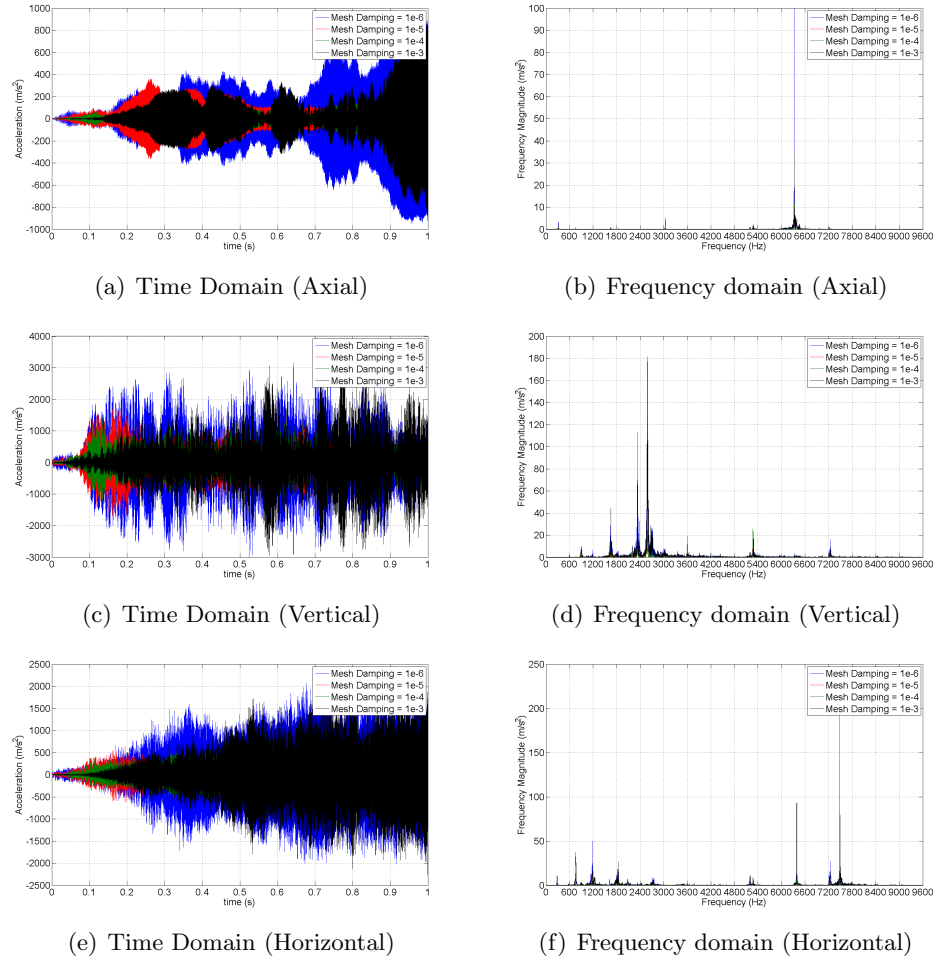 1000
800
600
400
200
0
-200
-400
-600
-800
-1000
Acceleration (m/s²)
0 0.1 0.2 0.3 0.4 0.5 0.6 0.7 0.8 0.9 1
time (s)
Mesh Damping = 1e-6
Mesh Damping = 1e-5
Mesh Damping = 1e-4
Mesh Damping = 1e-3
100
90
80
70
60
50
40
30
20
10
0
Frequency Magnitude (m/s²)
0 600 1200 1800 2400 3000 3600 4200 4800 5400 6000 6600 7200 7800 8400 9000 9600
Frequency (Hz)
Mesh Damping = 1e-6
Mesh Damping = 1e-5
Mesh Damping = 1e-4
Mesh Damping = 1e-3
(a) Time Domain (Axial)
(b) Frequency domain (Axial)
4000
3000
2000
1000
0
-1000
-2000
-3000
Acceleration (m/s²)
0 0.1 0.2 0.3 0.4 0.5 0.6 0.7 0.8 0.9 1
time (s)
Mesh Damping = 1e-6
Mesh Damping = 1e-5
Mesh Damping = 1e-4
Mesh Damping = 1e-3
200
180
160
140
120
100
80
60
40
20
0
Frequency Magnitude (m/s²)
0 600 1200 1800 2400 3000 3600 4200 4800 5400 6000 6600 7200 7800 8400 9000 9600
Frequency (Hz)
Mesh Damping = 1e-6
Mesh Damping = 1e-5
Mesh Damping = 1e-4
Mesh Damping = 1e-3
(c) Time Domain (Vertical)
(d) Frequency domain (Vertical)
2500
2000
1500
1000
500
0
-500
-1000
-1500
-2000
-2500
Acceleration (m/s²)
0 0.1 0.2 0.3 0.4 0.5 0.6 0.7 0.8 0.9 1
time (s)
Mesh Damping = 1e-6
Mesh Damping = 1e-5
Mesh Damping = 1e-4
Mesh Damping = 1e-3
250
200
150
100
50
0
Frequency Magnitude (m/s²)
0 600 1200 1800 2400 3000 3600 4200 4800 5400 6000 6600 7200 7800 8400 9000 9600
Frequency (Hz)
Mesh Damping = 1e-6
Mesh Damping = 1e-5
Mesh Damping = 1e-4
Mesh Damping = 1e-3
(e) Time Domain (Horizontal)
(f) Frequency domain (Horizontal)